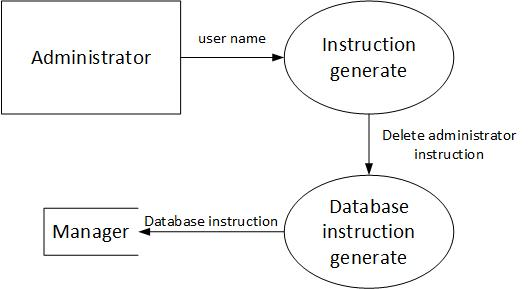 Administrator
user name
Instruction
generate
Delete administrator
instruction
Database
instruction
generate
Database instruction
Manager